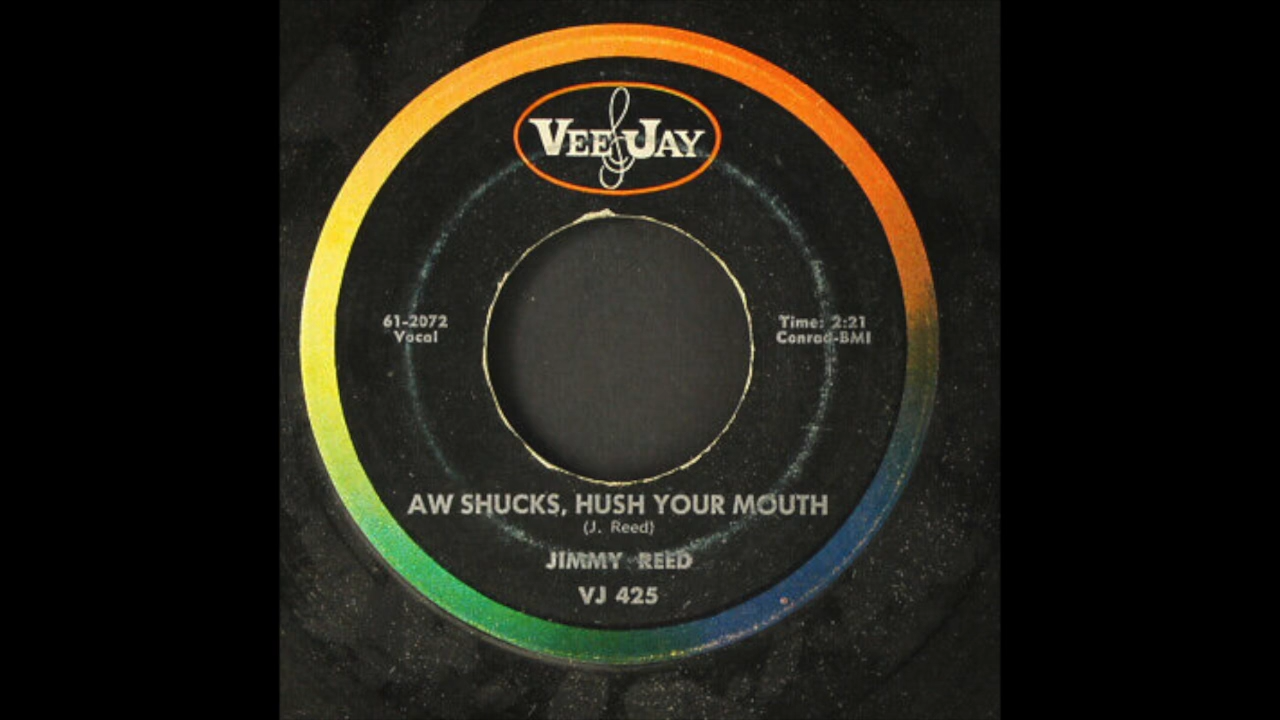 VEE JAY
61-2072
Vocal
Time: 2:21
Conrad-BMI
AW SHUCKS, HUSH YOUR MOUTH
(J. Reed)
JIMMY REED
VJ 425